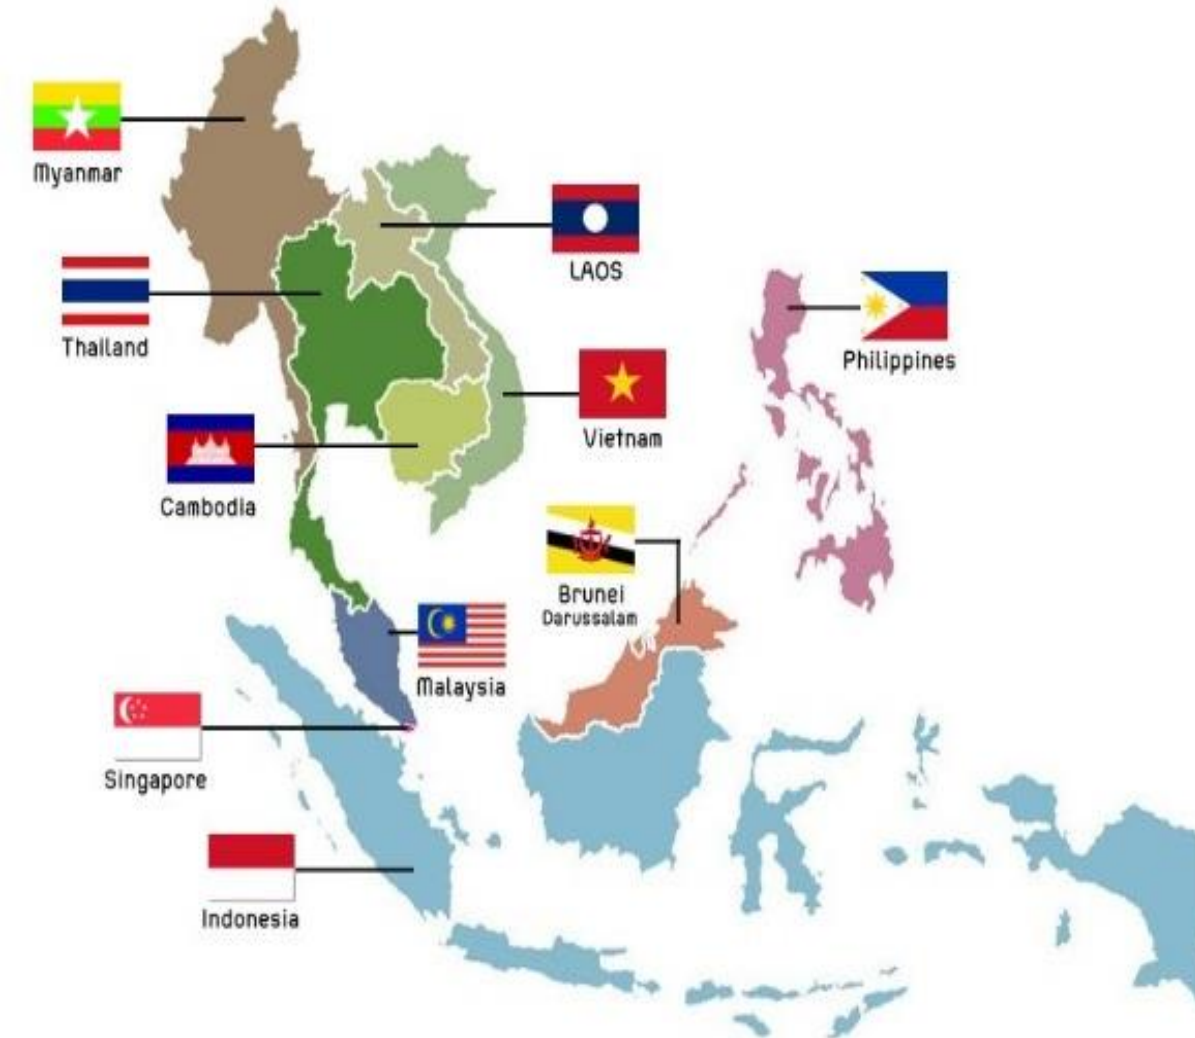 Myanmar
LAOS
Thailand
Philippines
Vietnam
Cambodia
Brunei
Darussalam
Malaysia
Singapore
Indonesia